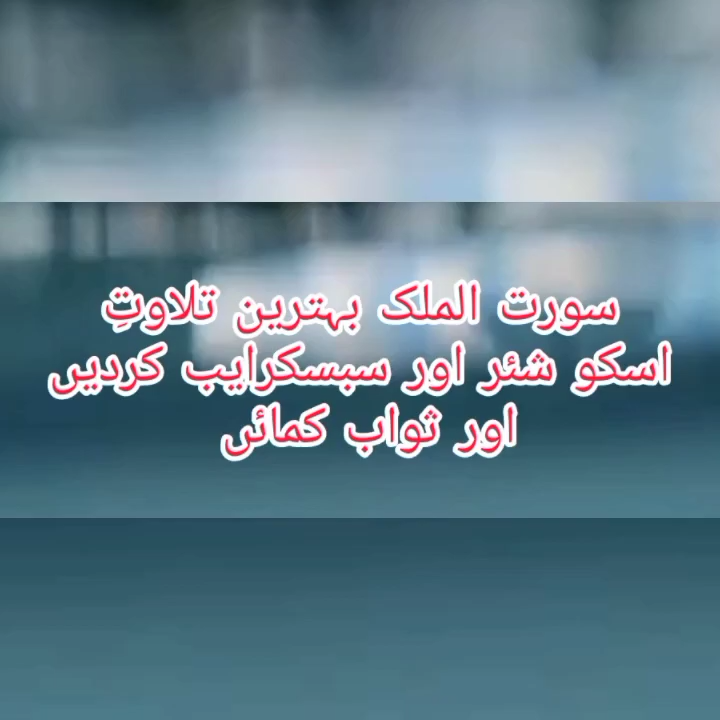 سورت الملک بہترین تلاوتِ
اسکو شئر اور سبسکرایب کردیں
اور ثواب کمائں